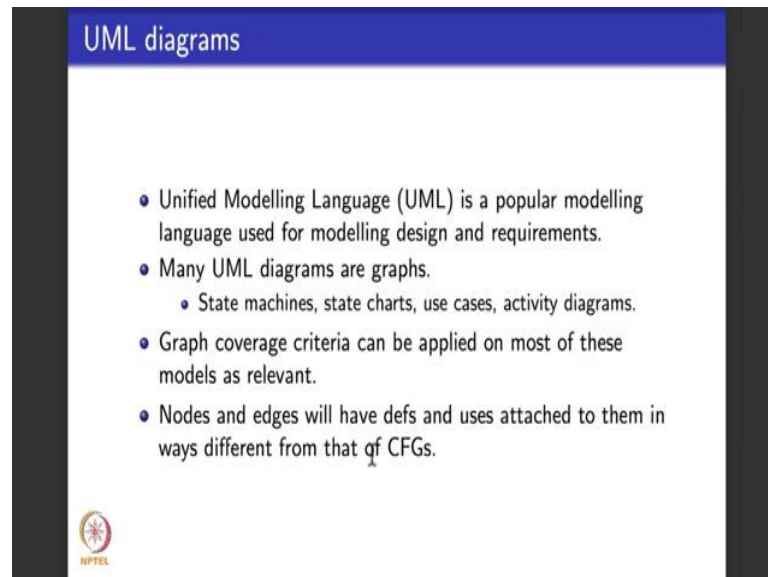 UML diagrams
• Unified Modelling Language (UML) is a popular modelling
language used for modelling design and requirements.
• Many UML diagrams are graphs.
• State machines, state charts, use cases, activity diagrams.
• Graph coverage criteria can be applied on most of these
models as relevant.
• Nodes and edges will have defs and uses attached to them in
ways different from that of CFGs.
NPTEL